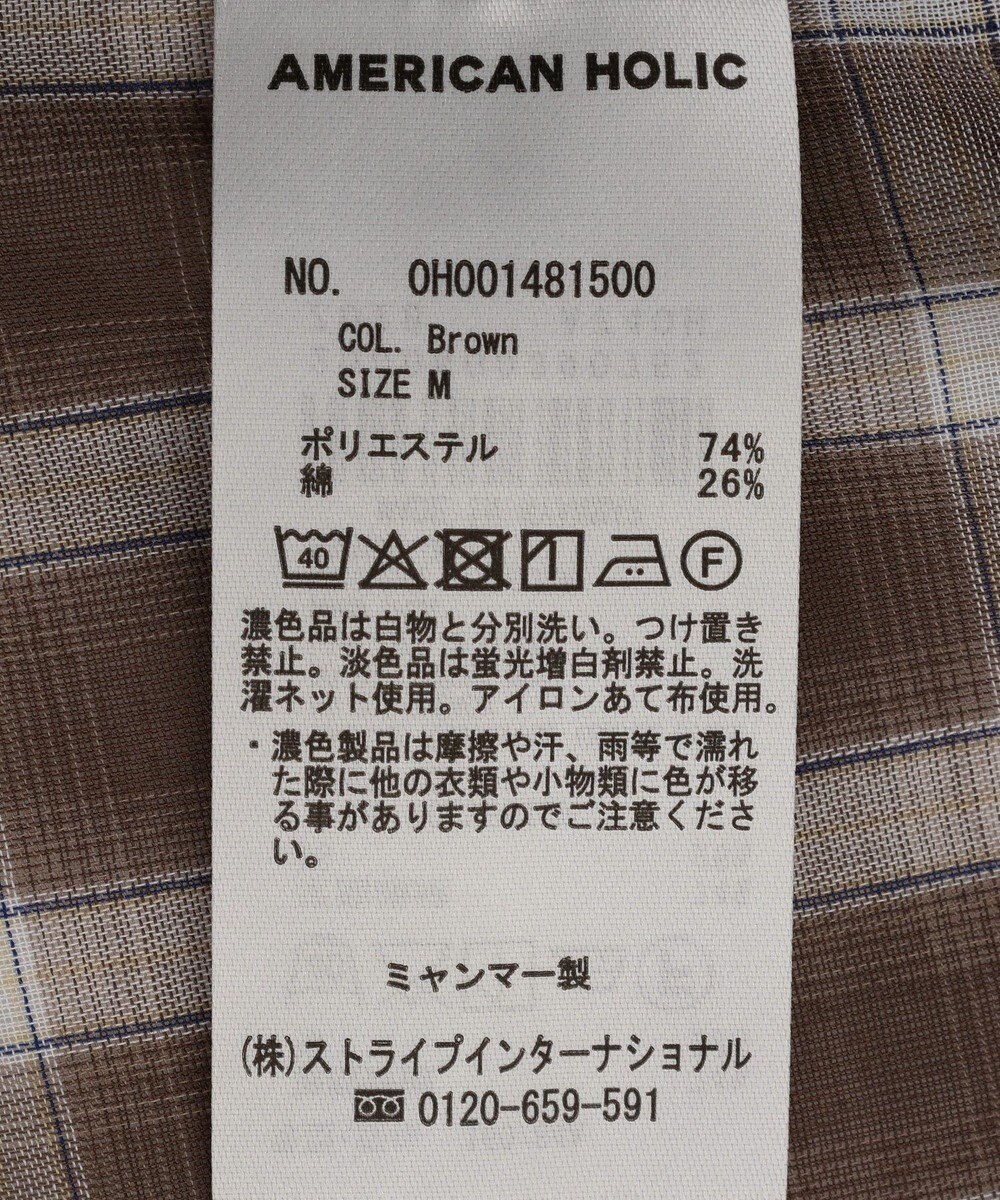 AMERICAN HOLIC
NO. OH001481500
COL. Brown
SIZE M
ポリエステル 74%
綿 26%
40 F
濃色品は白物と分別洗い。つけ置き
禁止。淡色品は蛍光増白剤禁止。洗
濯ネット使用。アイロンあて布使用。
・濃色製品は摩擦や汗、雨等で濡れ
た際に他の衣類や小物類に色が移
る事がありますのでご注意くださ
い。
ミャンマー製
(株)ストライプインターナショナル
0120-659-591